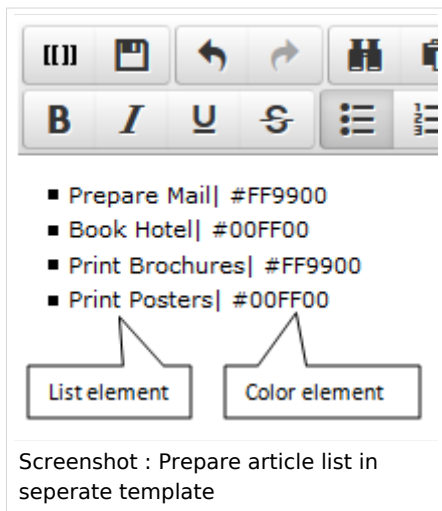 [[]]
B I U S
Prepare Mail| #FF9900
Book Hotel| #00FF00
Print Brochures| #FF9900
Print Posters| #00FF00
List element Color element
Screenshot : Prepare article list in
seperate template